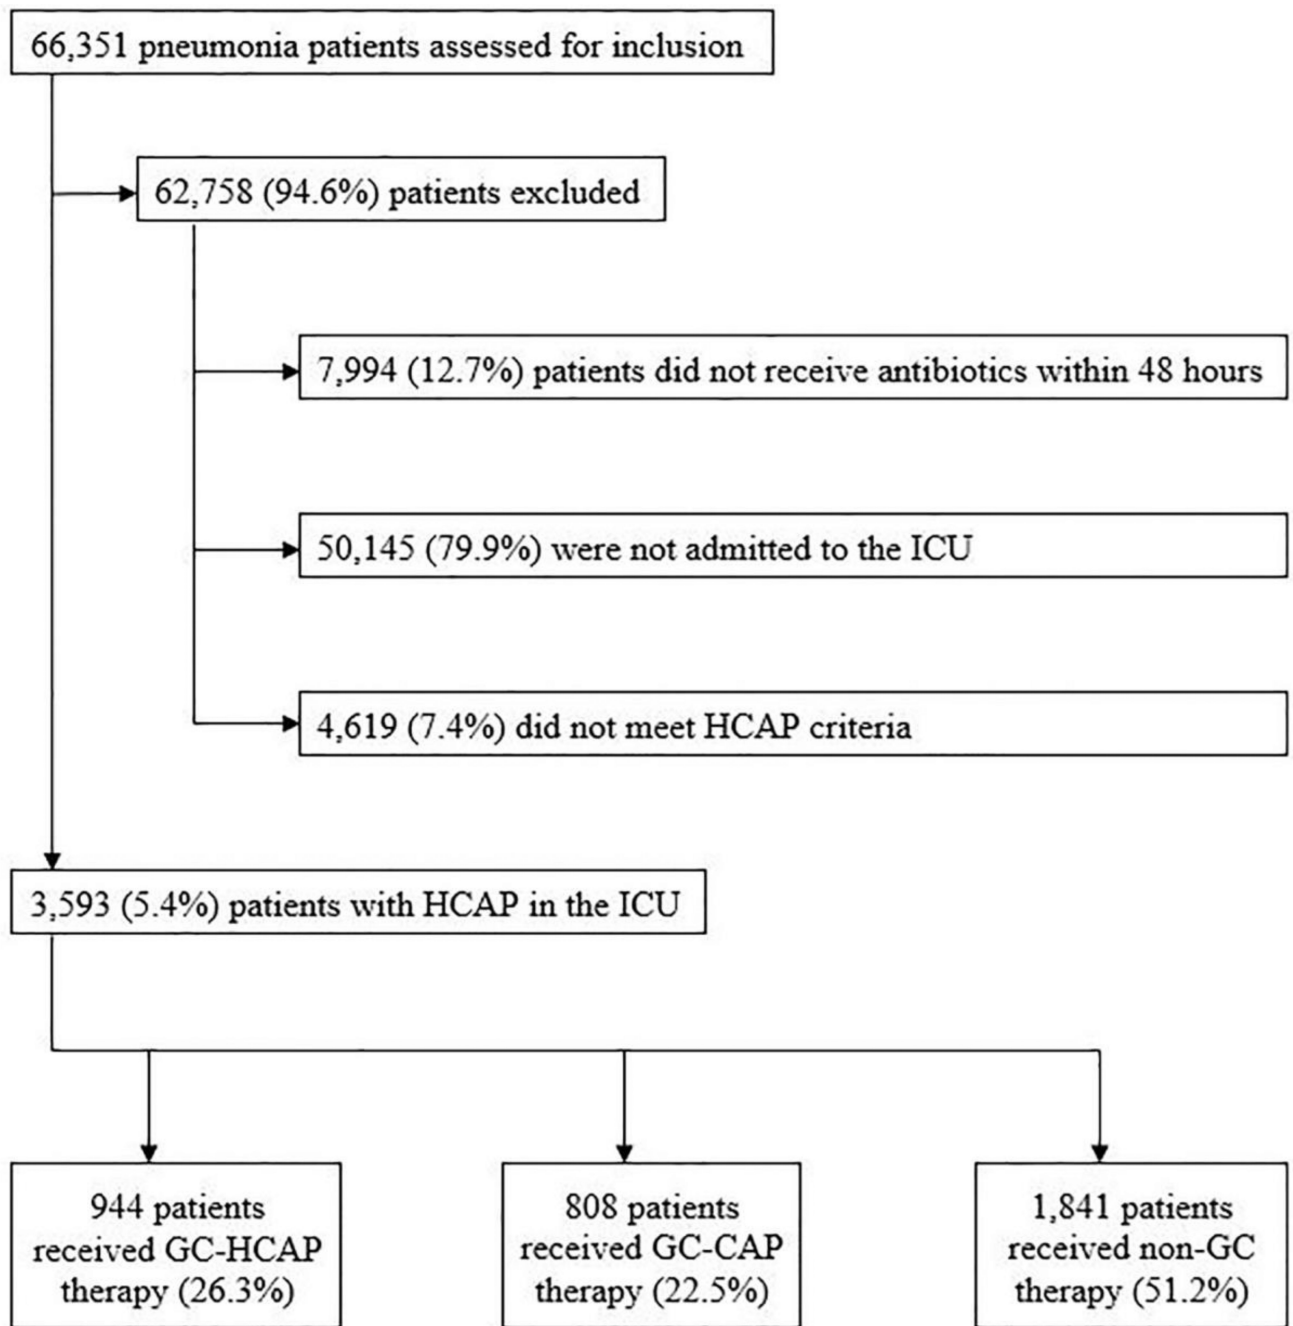 66,351 pneumonia patients assessed for inclusion
62,758 (94.6%) patients excluded
7,994 (12.7%) patients did not receive antibiotics within 48 hours
50,145 (79.9%) were not admitted to the ICU
4,619 (7.4%) did not meet HCAP criteria
3,593 (5.4%) patients with HCAP in the ICU
944 patients
received GC-HCAP
therapy (26.3%)
808 patients
received GC-CAP
therapy (22.5%)
1,841 patients
received non-GC
therapy (51.2%)